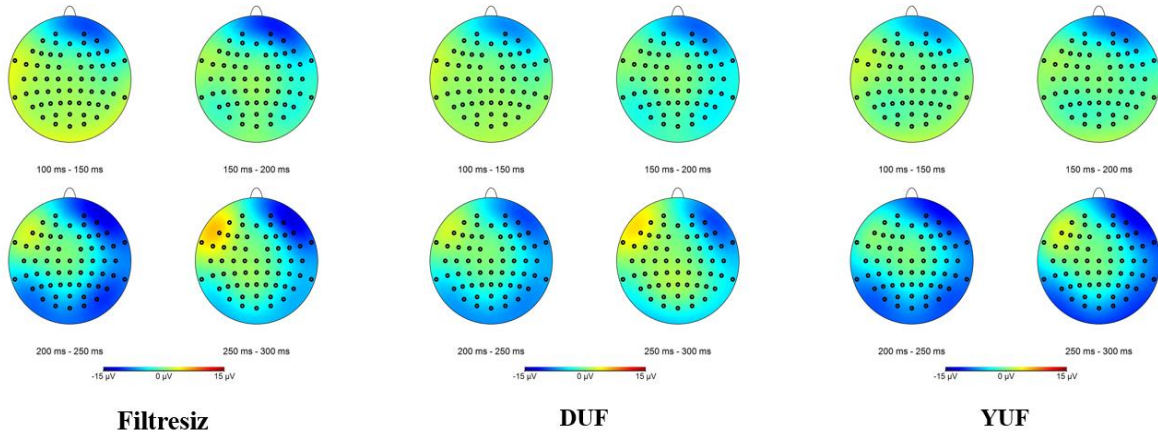 100 ms - 150 ms
150 ms - 200 ms
200 ms - 250 ms
250 ms - 300 ms
-15 µV
0 µV
15 µV
Filtresiz
100 ms - 150 ms
150 ms - 200 ms
200 ms - 250 ms
250 ms - 300 ms
-15 µV
0 µV
15 µV
DUF
100 ms - 150 ms
150 ms - 200 ms
200 ms - 250 ms
250 ms - 300 ms
-15 µV
0 µV
15 µV
YUF